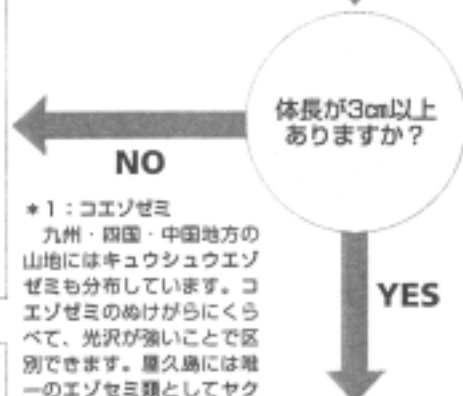 体長が3cm以上
ありますか？
NO
＊1：コエゾゼミ
　九州・四国・中国地方の
山地にはキュウシュウエゾ
ゼミも分布しています。コ
エゾゼミのぬけがらにくら
べて、光沢が強いことで区
別できます。屋久島には唯
一のエゾセミ類としてヤク
YES